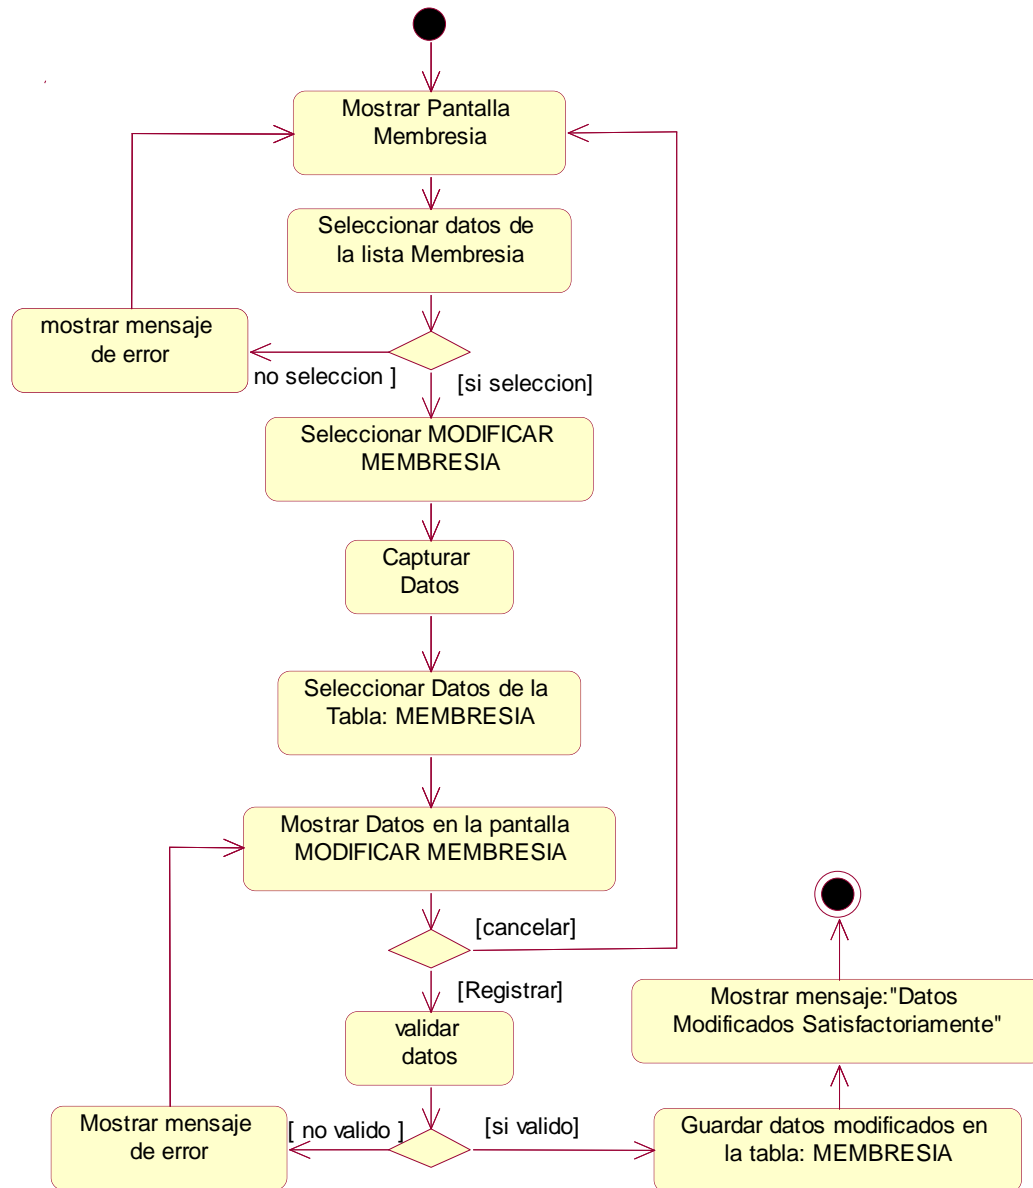 Mostrar Pantalla
Membresia
Seleccionar datos de
la lista Membresia
mostrar mensaje
de error
no seleccion ]
[si seleccion]
Seleccionar MODIFICAR
MEMBRESIA
Capturar
Datos
Seleccionar Datos de la
Tabla: MEMBRESIA
Mostrar Datos en la pantalla
MODIFICAR MEMBRESIA
[cancelar]
[Registrar]
validar
datos
Mostrar mensaje:"Datos
Modificados Satisfactoriamente"
Mostrar mensaje
de error
[ no valido ]
[si valido]
Guardar datos modificados en
la tabla: MEMBRESIA